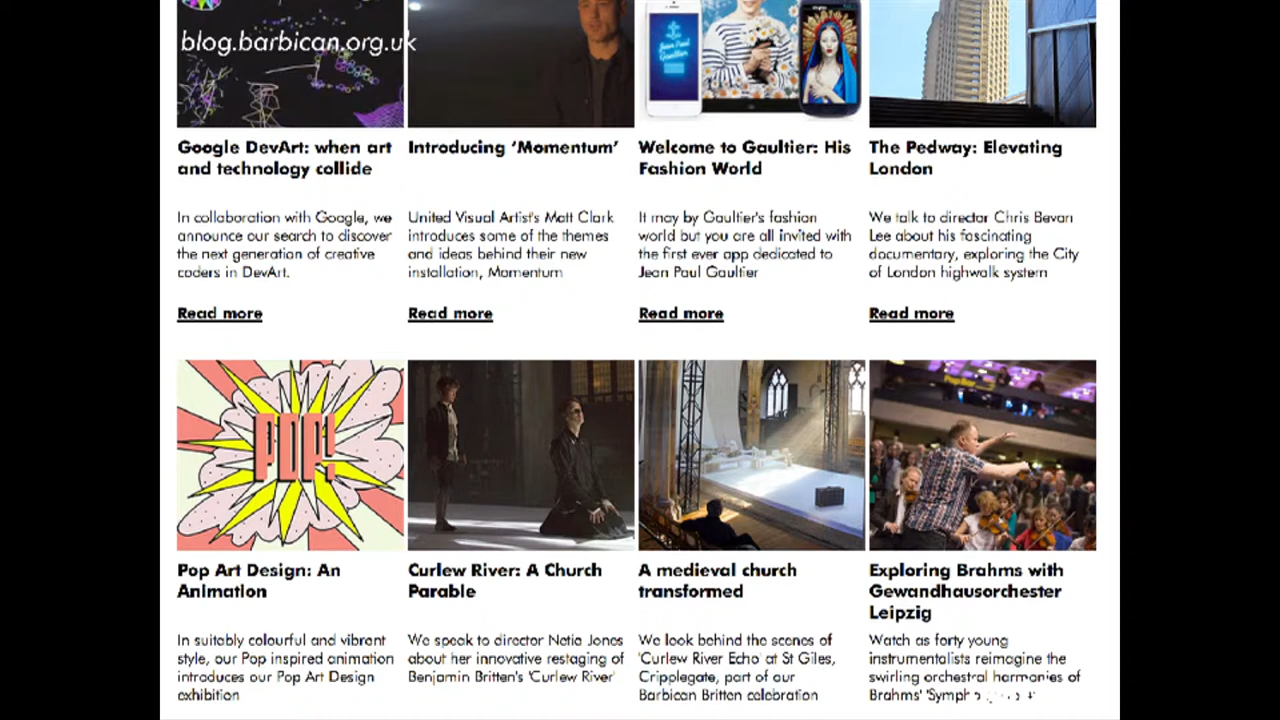 blog.barbican.org.uk
Jean Paul
Gaultier
Google DevArt: when art
and technology collide
Introducing ‘Momentum’
Welcome to Gaultier: His
Fashion World
The Pedway: Elevating
London
In collaboration with Google, we
announce our search to discover
the next generation of creative
coders in DevArt.
United Visual Artist's Matt Clark
introduces some of the themes
and ideas behind their new
installation, Momentum
It may by Gaultier's fashion
world but you are all invited with
the first ever app dedicated to
Jean Paul Gaultier
We talk to director Chris Bevan
Lee about his fascinating
documentary, exploring the City
of London highwalk system
Read more
Read more
Read more
Read more
POP!
Pop Art Design: An
Animation
Curlew River: A Church
Parable
A medieval church
transformed
Exploring Brahms with
Gewandhausorchester
Leipzig
In suitably colourful and vibrant
style, our Pop inspired animation
introduces our Pop Art Design
exhibition
We speak to director Netia Jones
about her innovative restaging of
Benjamin Britten's 'Curlew River'
We look behind the scenes of
'Curlew River Echo' at St Giles,
Cripplegate, part of our
Barbican Britten celebration
Watch as forty young
instrumentalists reimagine the
swirling orchestral harmonies of
Brahms'